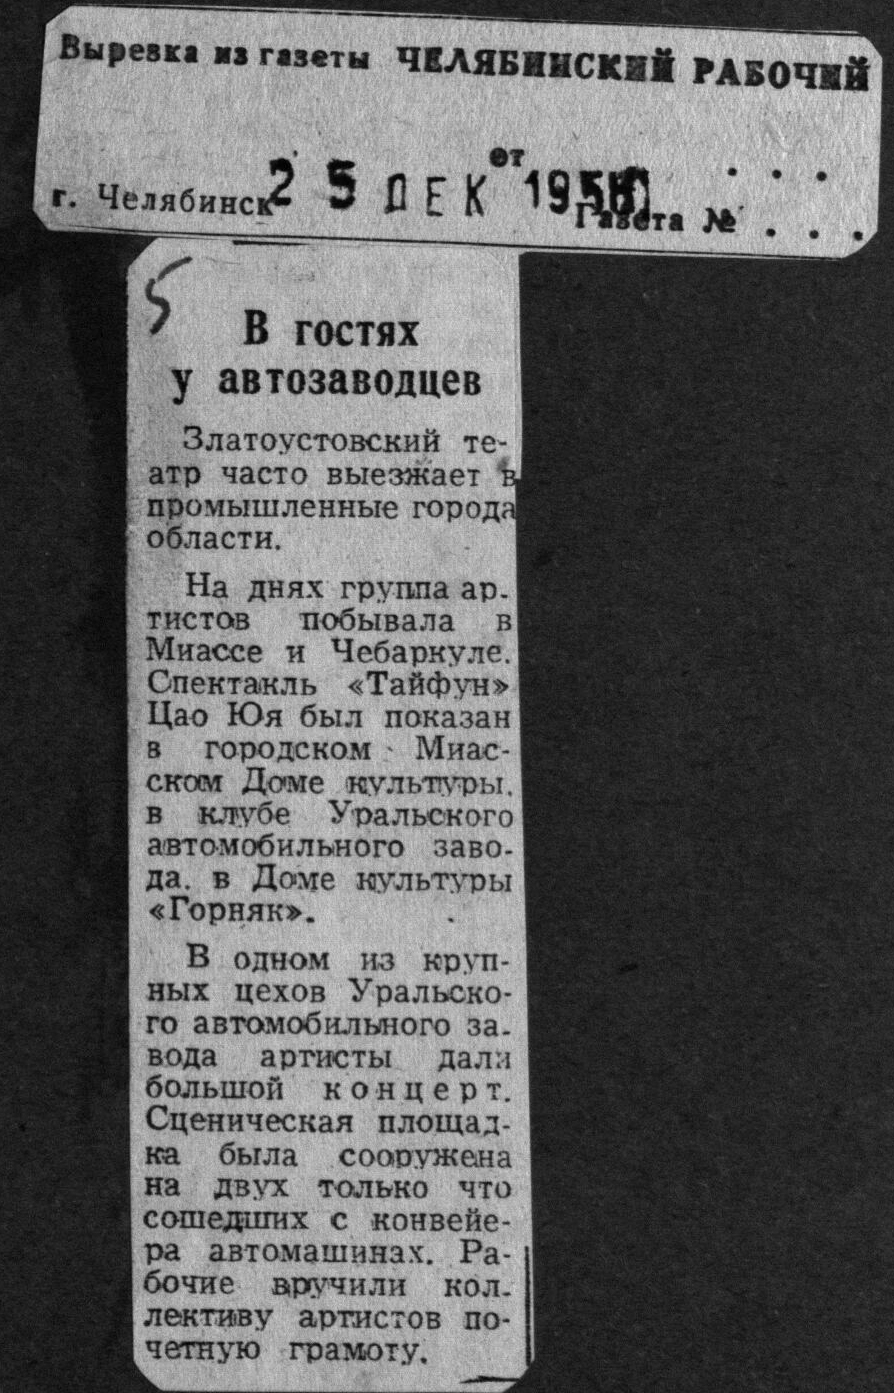 Вырезка из газеты ЧЕЛЯБИНСКИЙ РАБОЧИЙ
от
г. Челябинск 25 ДЕК
Газета № . . .
5
В гостях
у автозаводцев
Златоустовский те-
атр часто выезжает в
промышленные города
области.
На днях группа ар-
тистов побывала в
Миассе и Чебаркуле.
Спектакль «Тайфун»
Цао Юя был показан
в городском Миас-
ском Доме культуры.
в клубе Уральского
автомобильного заво-
да. в Доме культуры
«Горняк».
В одном из круп-
ных цехов Уральско-
го автомобильного за-
вода артисты дали
большой концерт.
Сценическая площад-
ка была сооружена
на двух только что
сошедших с конвейе-
ра автомашинах. Ра-
бочие вручили кол-
лективу артистов по-
четную грамоту.